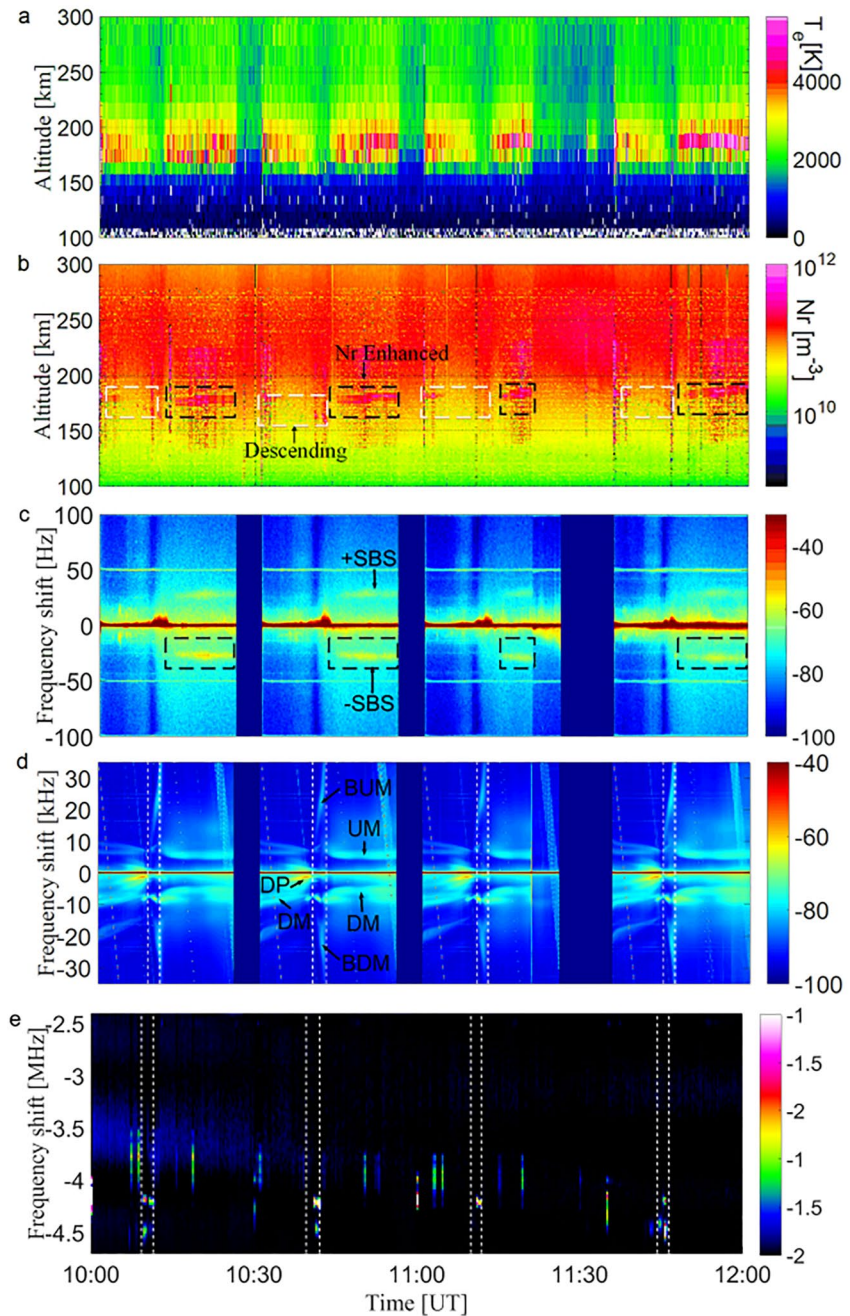 a
300
250
200
150
100
Altitude [km]
Te[K]
4000
2000
0
b
300
250
200
150
100
Altitude [km]
Nr Enhanced
Descending
10^12
10^10
Nr [m-3]
c
100
50
0
-50
-100
Frequency shift [Hz]
+SBS
-SBS
-40
-60
-80
-100
d
30
20
10
0
-10
-20
-30
Frequency shift [kHz]
BUM
UM
DP
DM
DM
BDM
-40
-60
-80
-100
e
-2.5
-3
-3.5
-4
-4.5
Frequency shift [MHz]
-1
-1.5
-2
-1
-1.5
-2
10:00
10:30
11:00
11:30
12:00
Time [UT]